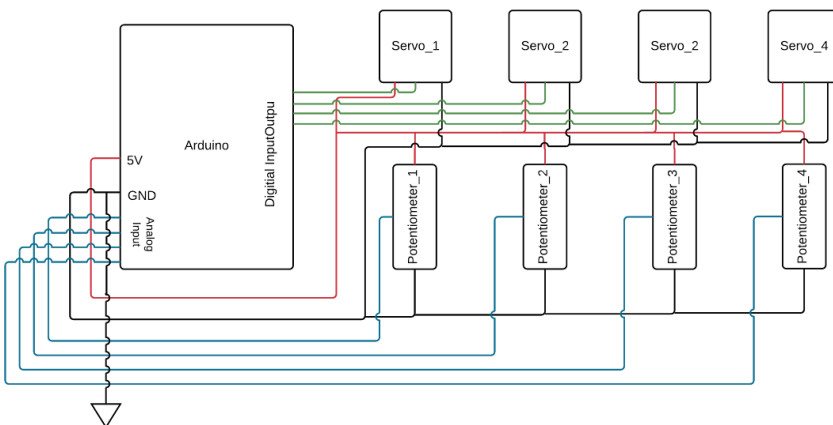 Servo_1
Servo_2
Servo_2
Servo_4
Arduino
Digitial InputOutpu
5V
GND
Analog
Input
Potentiometer_1
Potentiometer_2
Potentiometer_3
Potentiometer_4